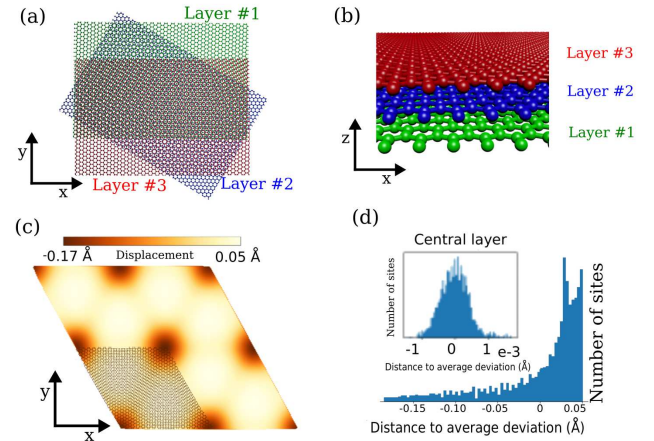 (a)
Layer #1
y
x
Layer #3
Layer #2
(b)
Layer #3
Layer #2
Layer #1
z
x
(c)
-0.17 Å
Displacement
0.05 Å
y
x
(d)
Central layer
Number of sites
-1
0
1
e-3
Distance to average deviation (Å)
Number of sites
-0.15
-0.10
-0.05
0
0.05
Distance to average deviation (Å)